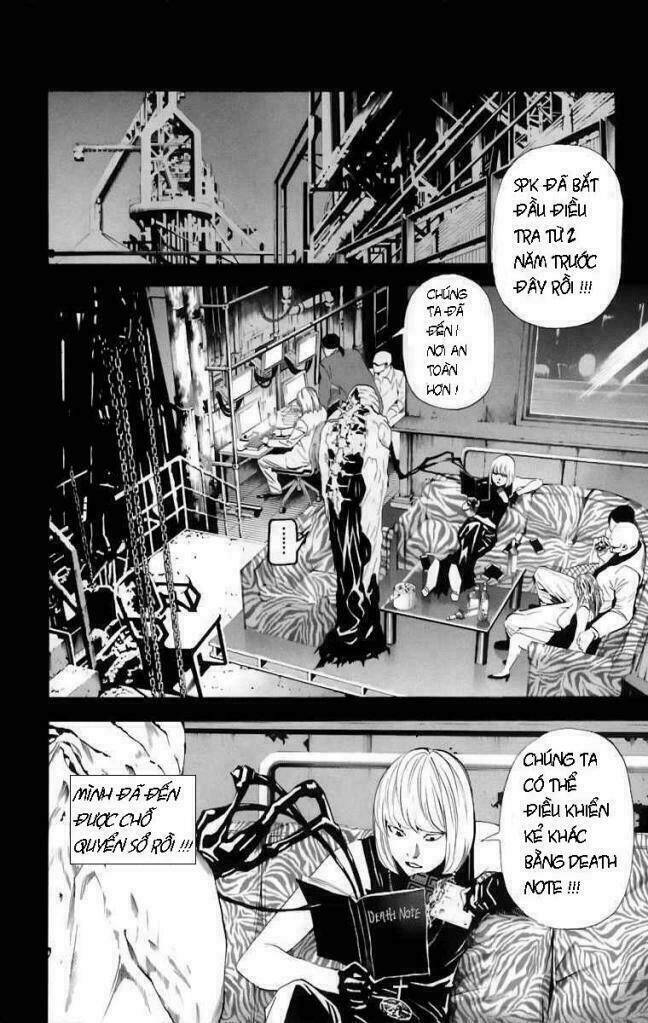 SPK ĐÃ BẮT
ĐẦU ĐIỀU
TRA TỪ 2
NĂM TRƯỚC
ĐÂY RỒI !!!
CHÚNG
TA ĐÃ
ĐẾN !
NƠI AN
TOÀN
HƠN !
......
CHÚNG TA
CÓ THỂ
ĐIỀU KHIỂN
KẺ KHÁC
BẰNG DEATH
NOTE !!!
MÌNH ĐÃ ĐẾN
ĐƯỢC CHỖ
QUYỂN SỔ RỒI !!!
DEATH NOTE